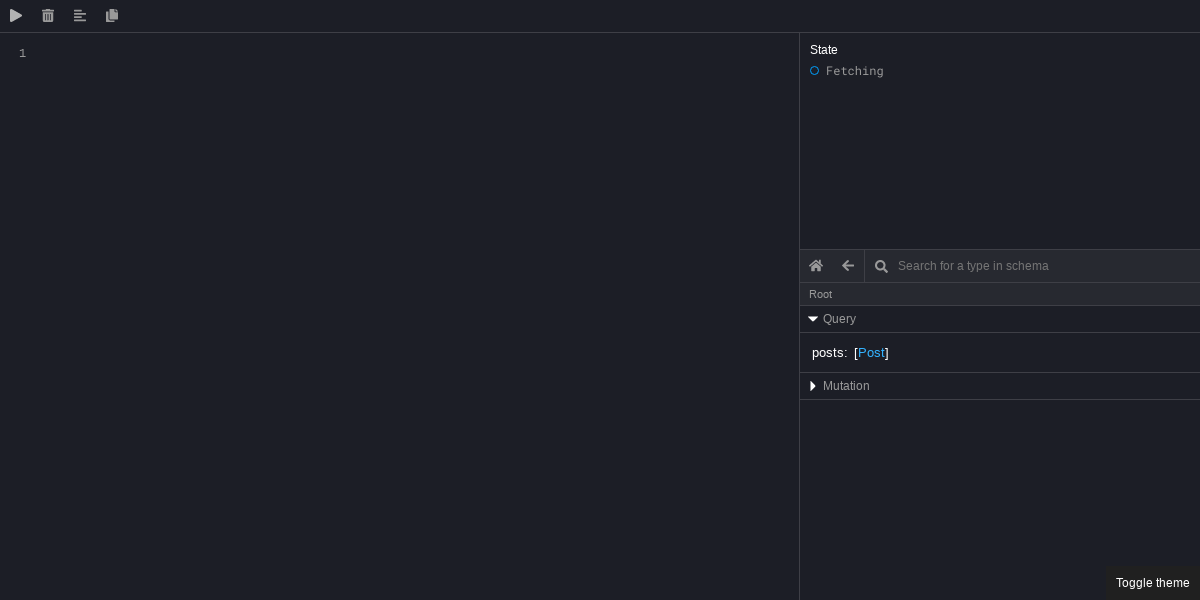 1
State
Fetching
Search for a type in schema
Root
Query
posts: [Post]
Mutation
Toggle theme